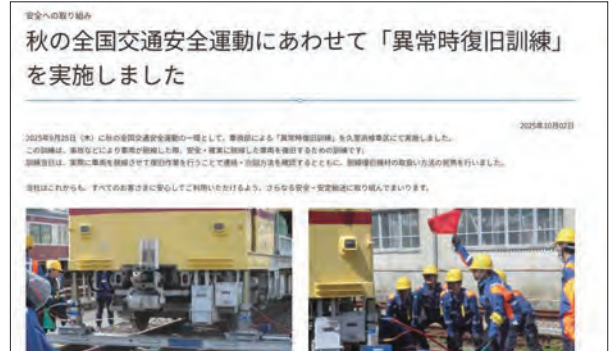 安全への取り組み
秋の全国交通安全運動にあわせて「異常時復旧訓練」
を実施しました
2025年10月02日
2025年9月25日（木）に秋の全国交通安全運動の一環として、車両部による「異常時復旧訓練」を久里浜検車区にて実施しました。
この訓練は、事故などにより車両が脱線した際、安全・確実に脱線した車両を復旧するための訓練です。
訓練当日は、実際に車両を脱線させて復旧作業を行うことで連絡・合図方法を確認するとともに、脱線復旧機材の取扱い方法の習熟を行いました。
当社はこれからも、すべてのお客さまに安心してご利用いただけるよう、さらなる安全・安定輸送に取り組んでまいります。